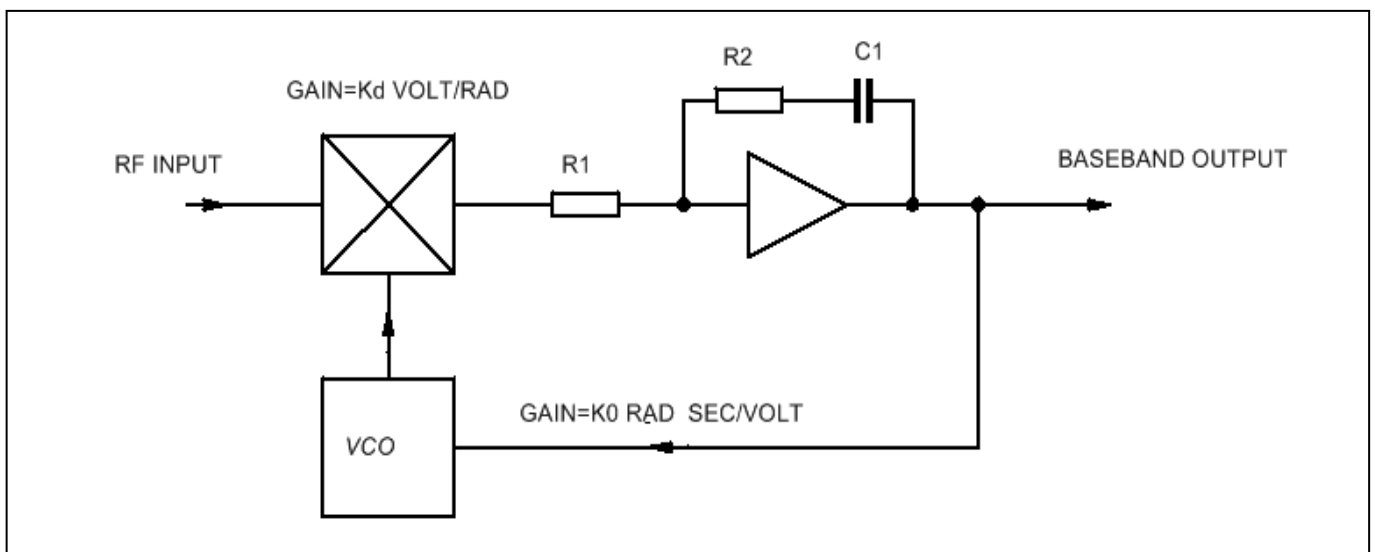 R2
C1
GAIN=Kd VOLT/RAD
RF INPUT
R1
BASEBAND OUTPUT
GAIN=K0 RAD SEC/VOLT
VCO